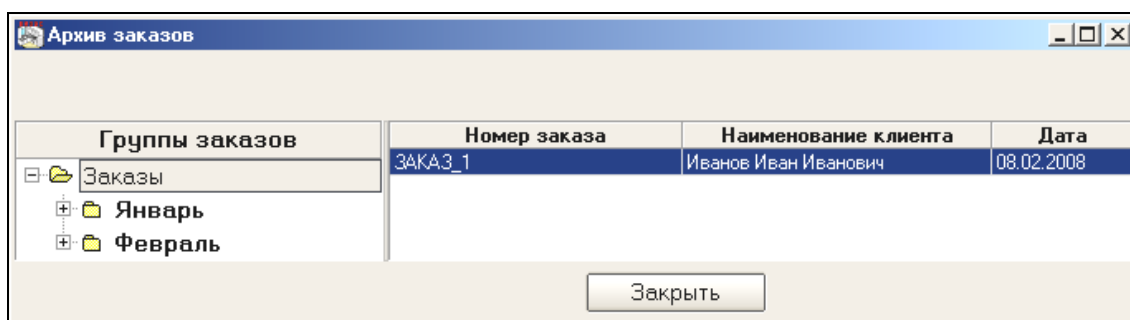 Архив заказов
Группы заказов
Номер заказа Наименование клиента Дата
Заказы
ЗАКАЗ_1 Иванов Иван Иванович 08.02.2008
Январь
Февраль
Закрыть